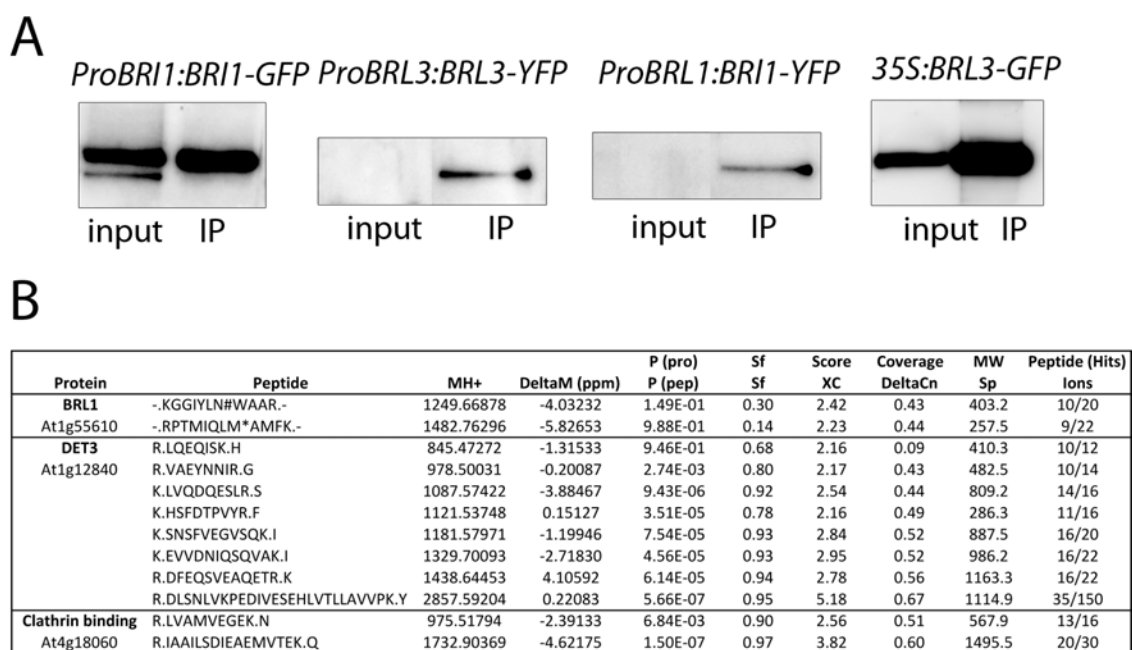 A
ProBRI1:BRI1-GFP ProBRL3:BRL3-YFP ProBRL1:BRl1-YFP 35S:BRL3-GFP
input IP input IP input IP input IP
B
P (pro) Sf Score Coverage MW Peptide (Hits)
Protein Peptide MH+ DeltaM (ppm) P (pep) Sf XC DeltaCn Sp Ions
BRL1 -.KGGIYLN#WAAR.- 1249.66878 -4.03232 1.49E-01 0.30 2.42 0.43 403.2 10/20
At1g55610 -.RPTMIQLM*AMFK.- 1482.76296 -5.82653 9.88E-01 0.14 2.23 0.44 257.5 9/22
DET3 R.LQEQISK.H 845.47272 -1.31533 9.46E-01 0.68 2.16 0.09 410.3 10/12
At1g12840 R.VAEYNNIR.G 978.50031 -0.20087 2.74E-03 0.80 2.17 0.43 482.5 10/14
K.LVQDQESLR.S 1087.57422 -3.88467 9.43E-06 0.92 2.54 0.44 809.2 14/16
K.HSFDTPVYR.F 1121.53748 0.15127 3.51E-05 0.78 2.16 0.49 286.3 11/16
K.SNSFVEGVSQK.I 1181.57971 -1.19946 7.54E-05 0.93 2.84 0.52 887.5 16/20
K.EVVDNIQSQVAK.I 1329.70093 -2.71830 4.56E-05 0.93 2.95 0.52 986.2 16/22
R.DFEQSVEAQETR.K 1438.64453 4.10592 6.14E-05 0.94 2.78 0.56 1163.3 16/22
R.DLSNLVKPEDIVESEHLVTLLAVVPK.Y 2857.59204 0.22083 5.66E-07 0.95 5.18 0.67 1114.9 35/150
Clathrin binding R.LVAMVEGEK.N 975.51794 -2.39133 6.84E-03 0.90 2.56 0.51 567.9 13/16
At4g18060 R.IAAILSDIEAEMVTEK.Q 1732.90369 -4.62175 1.50E-07 0.97 3.82 0.60 1495.5 20/30